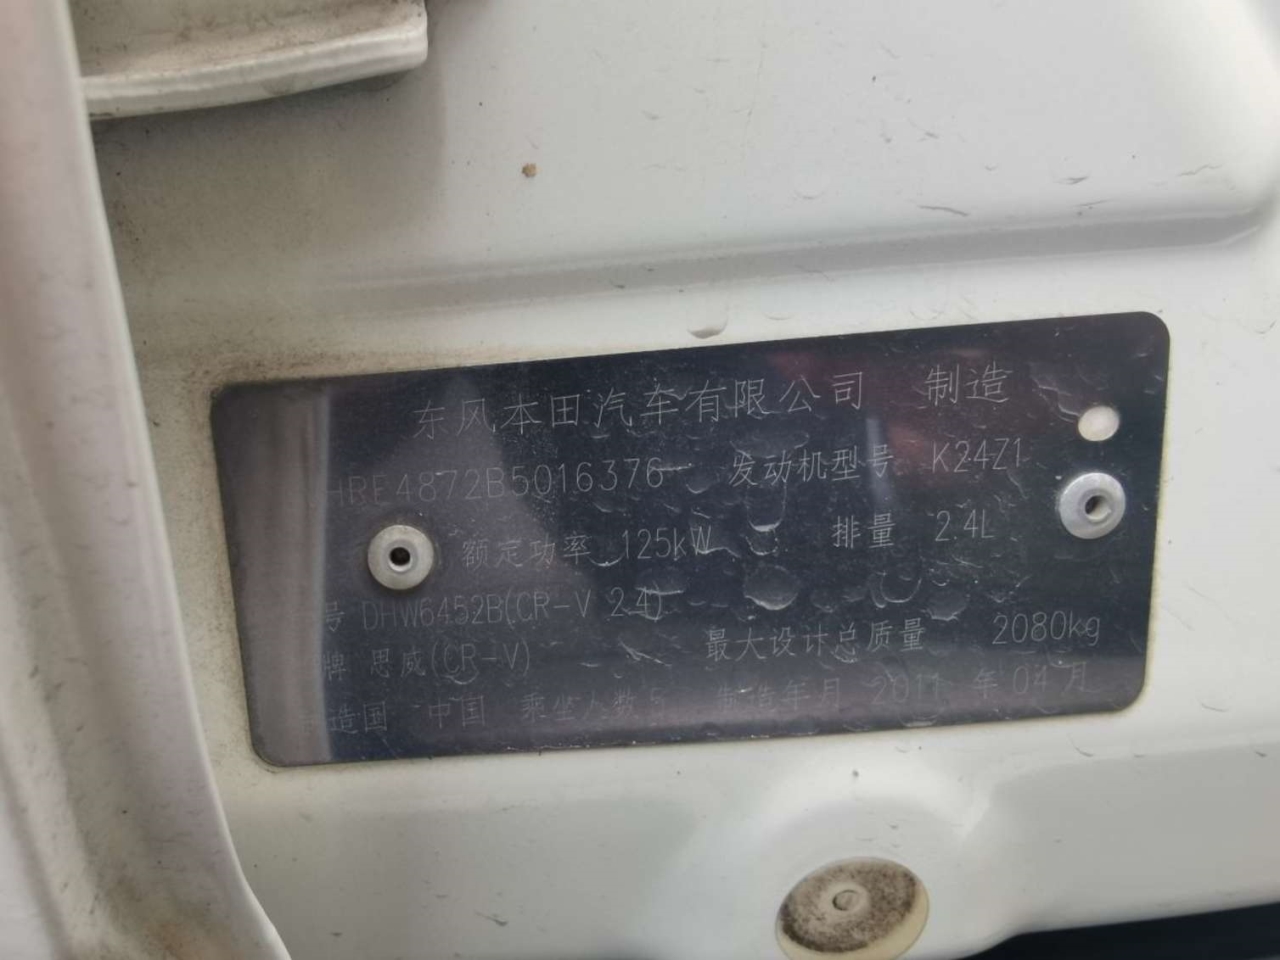 东风本田汽车有限公司 制造
HRE4872B5016376 发动机型号 K24Z1
额定功率 125kW 排量 2.4L
号 DHW6452B(CR-V 2.4)
牌 思威(CR-V) 最大设计总质量 2080kg
造国 中国 乘坐人数 5 制造年月 2011 年 04 月